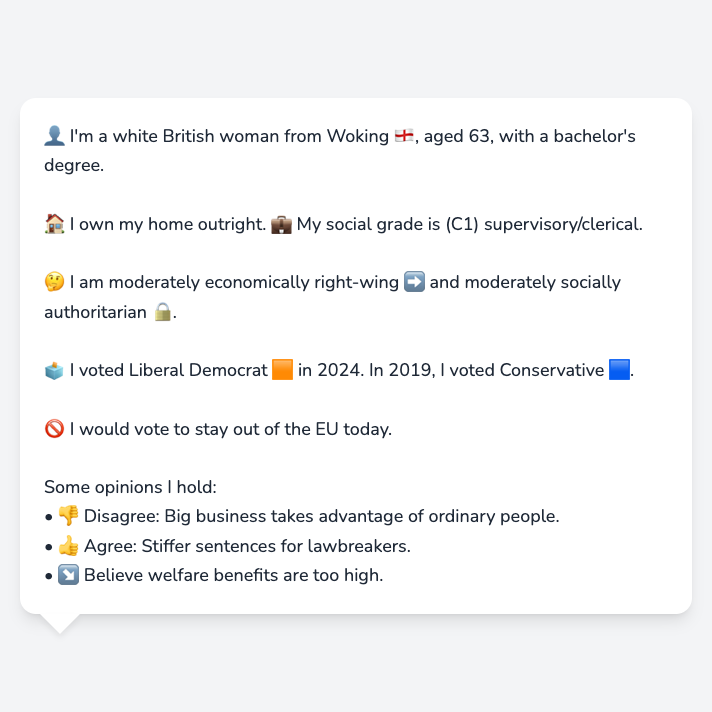 👤 I'm a white British woman from Woking 🏴󠁧󠁢󠁥󠁮󠁧󠁿, aged 63, with a bachelor's
degree.
🏠 I own my home outright. 💼 My social grade is (C1) supervisory/clerical.
🤔 I am moderately economically right-wing ➡️ and moderately socially
authoritarian 🔒.
🗳️ I voted Liberal Democrat 🟧 in 2024. In 2019, I voted Conservative 🟦.
🚫 I would vote to stay out of the EU today.
Some opinions I hold:
• 👎 Disagree: Big business takes advantage of ordinary people.
• 👍 Agree: Stiffer sentences for lawbreakers.
• ↘️ Believe welfare benefits are too high.